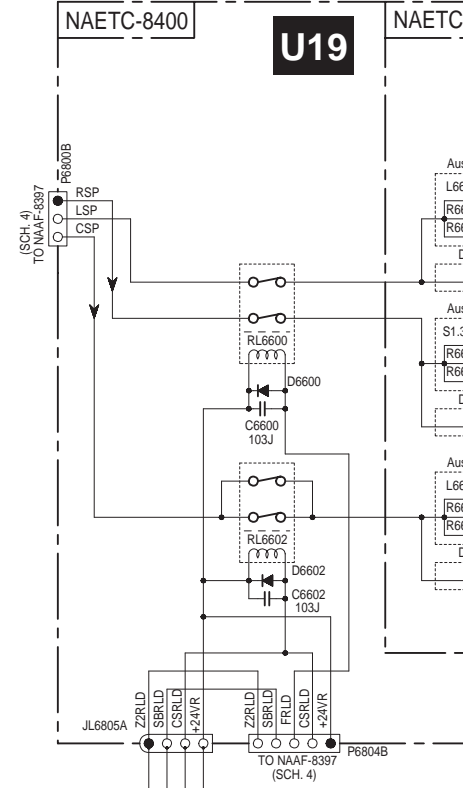 NAETC-8400
U19
NAETC
P6800B
(SCH. 4)
TO NAAF-8397
RSP
LSP
CSP
RL6600
D6600
C6600
103J
RL6602
D6602
C6602
103J
JL6805A
Z2RLD
SBRLD
CSRLD
+24VR
Z2RLD
SBRLD
FRLD
CSRLD
+24VR
P6804B
TO NAAF-8397
(SCH. 4)